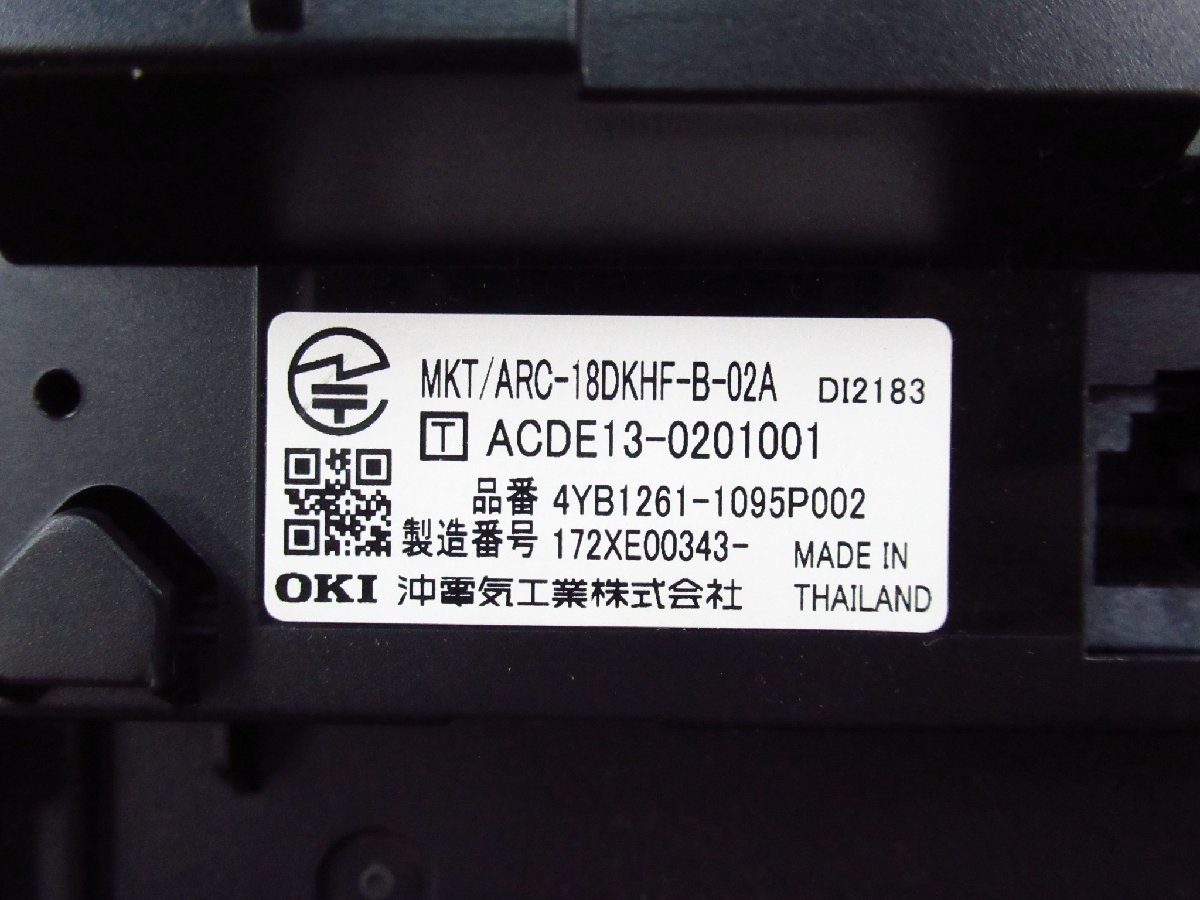 MKT/ARC-18DKHF-B-02A DI2183
T ACDE13-0201001
品番 4YB1261-1095P002
製造番号 172XE00343-
MADE IN
THAILAND
OKI 沖電気工業株式会社